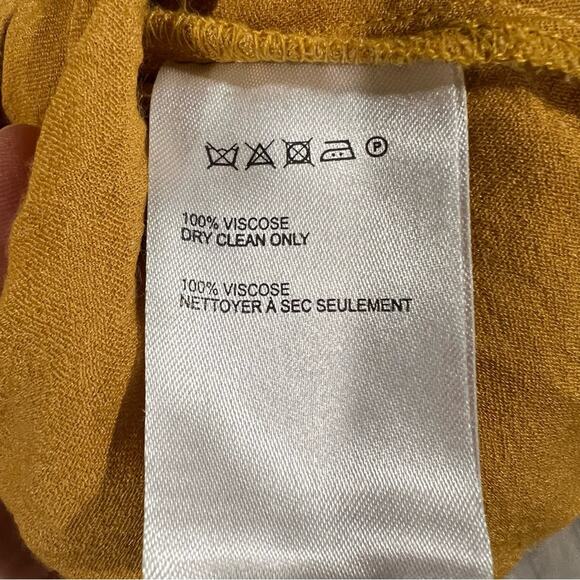 P
100% VISCOSE
DRY CLEAN ONLY
100% VISCOSE
NETTOYER À SEC SEULEMENT